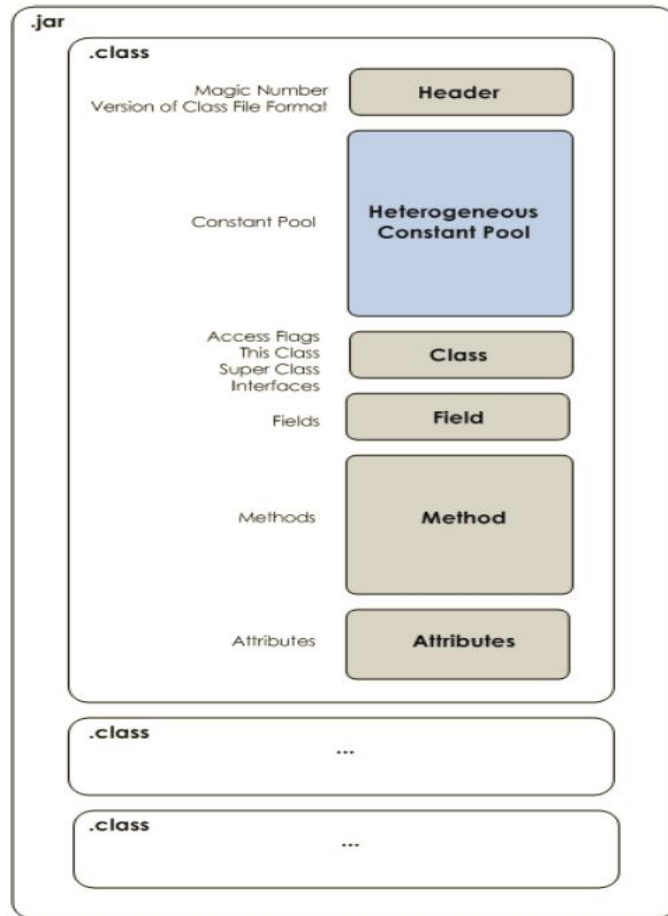 .jar
.class
Magic Number
Version of Class File Format
Header
Constant Pool
Heterogeneous
Constant Pool
Access Flags
This Class
Super Class
Interfaces
Class
Fields
Field
Methods
Method
Attributes
Attributes
.class
...
.class
...